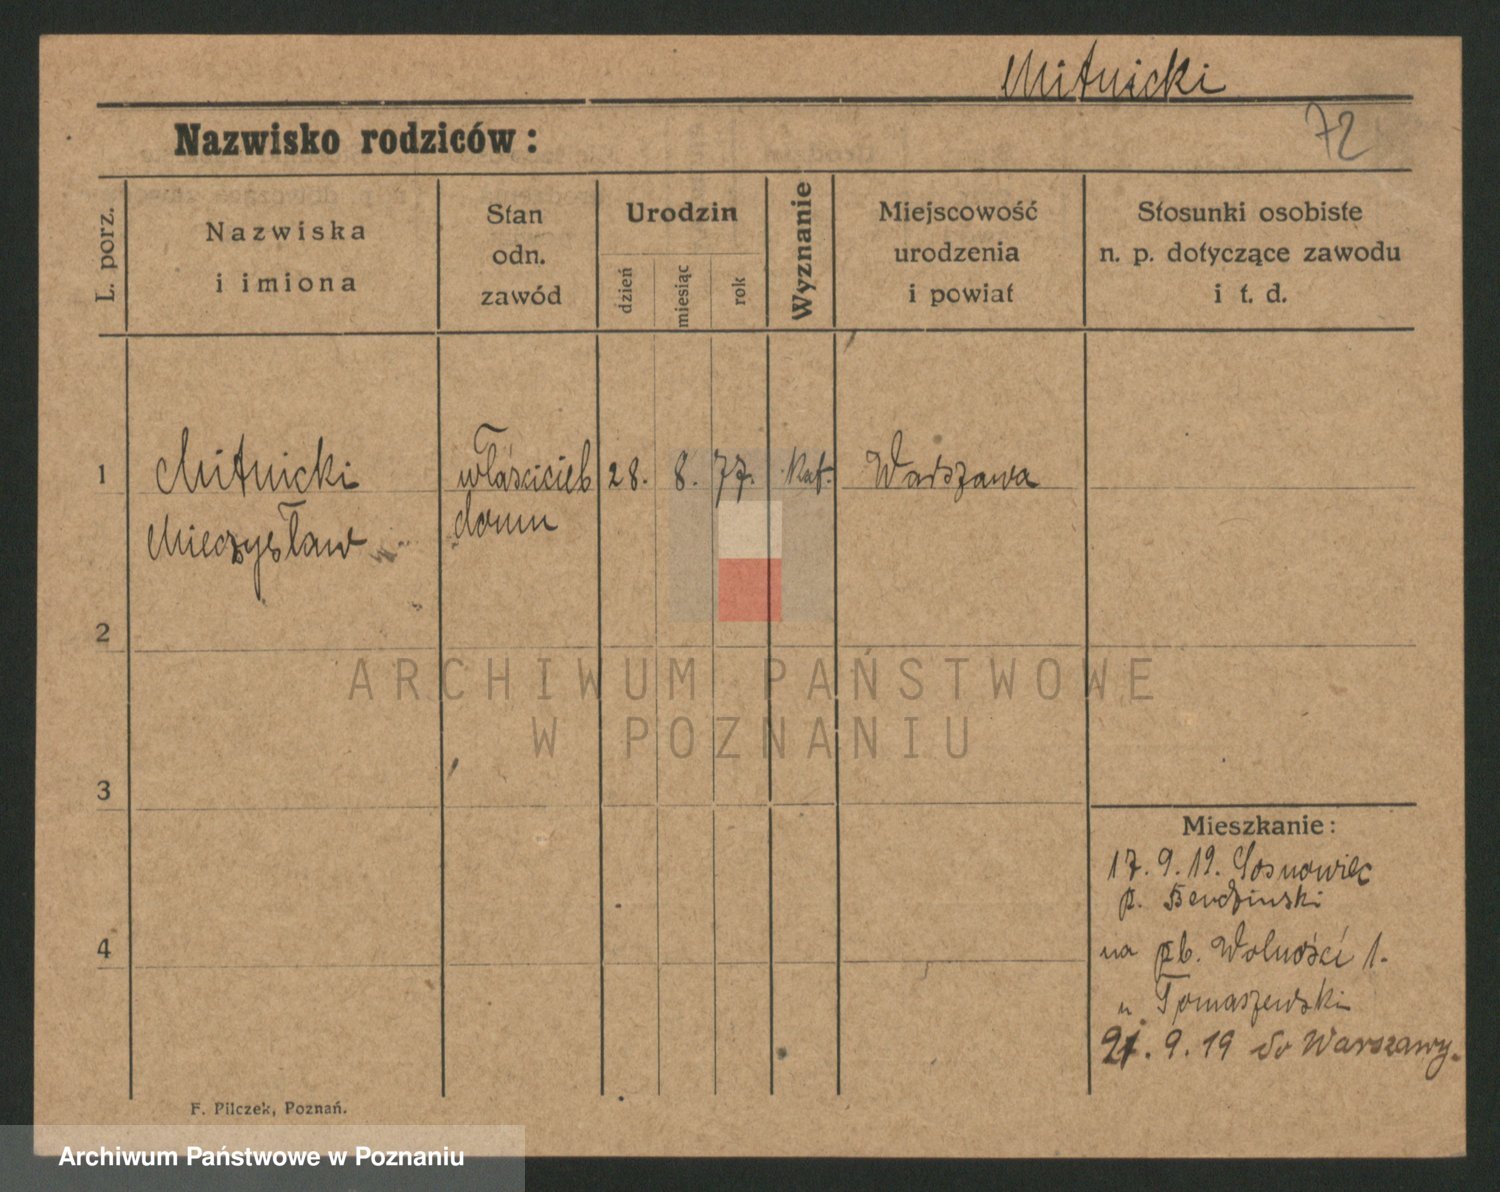 Mitnicki
72
Nazwisko rodziców:
L. porz.
Nazwiska
i imiona
Stan
odn.
zawód
Urodzin
dzień
miesiąc
rok
Wyznanie
Miejscowość
urodzenia
i powiat
Stosunki osobiste
n. p. dotyczące zawodu
i t. d.
1
Mitnicki
Mieczysław
właściciel
domu
28. 8. 77.
kat.
Warszawa
2
ARCHIWUM PAŃSTWOWE
W POZNANIU
3
Mieszkanie:
17. 9. 19. Sosnowiec
p. Bendzinski
na pl. Wolności 1.
u Tomaszewski
4
21. 9. 19 do Warszawy.
F. Pilczek, Poznań.
Archiwum Państwowe w Poznaniu